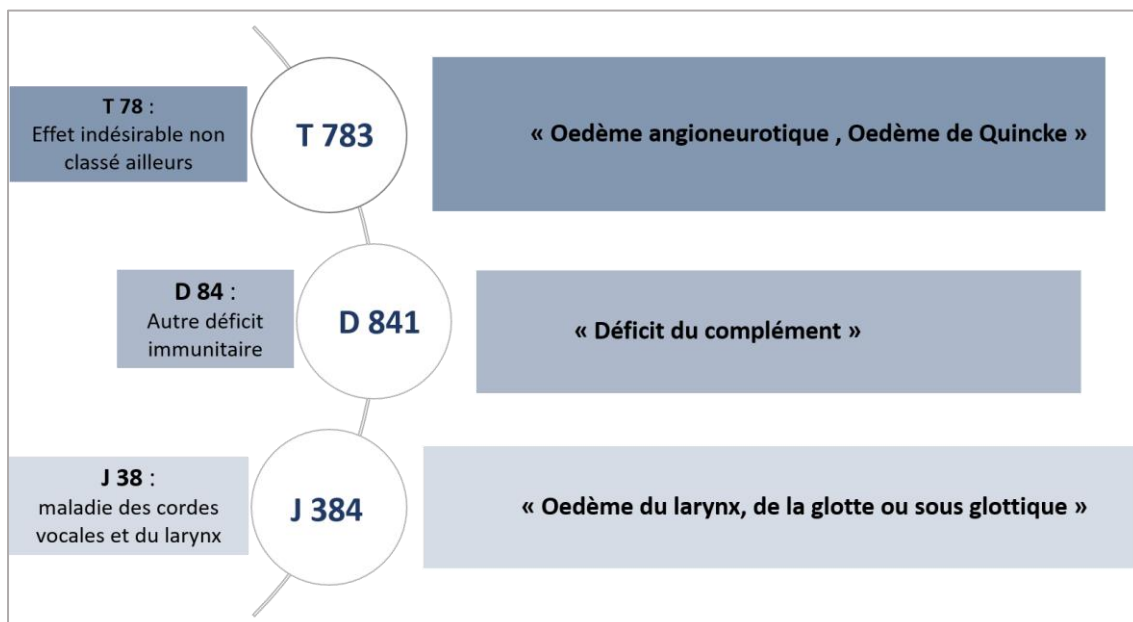 T 78 :
Effet indésirable non
classé ailleurs
T 783
« Oedème angioneurotique , Oedème de Quincke »
D 84 :
Autre déficit
immunitaire
D 841
« Déficit du complément »
J 38 :
maladie des cordes
vocales et du larynx
J 384
« Oedème du larynx, de la glotte ou sous glottique »